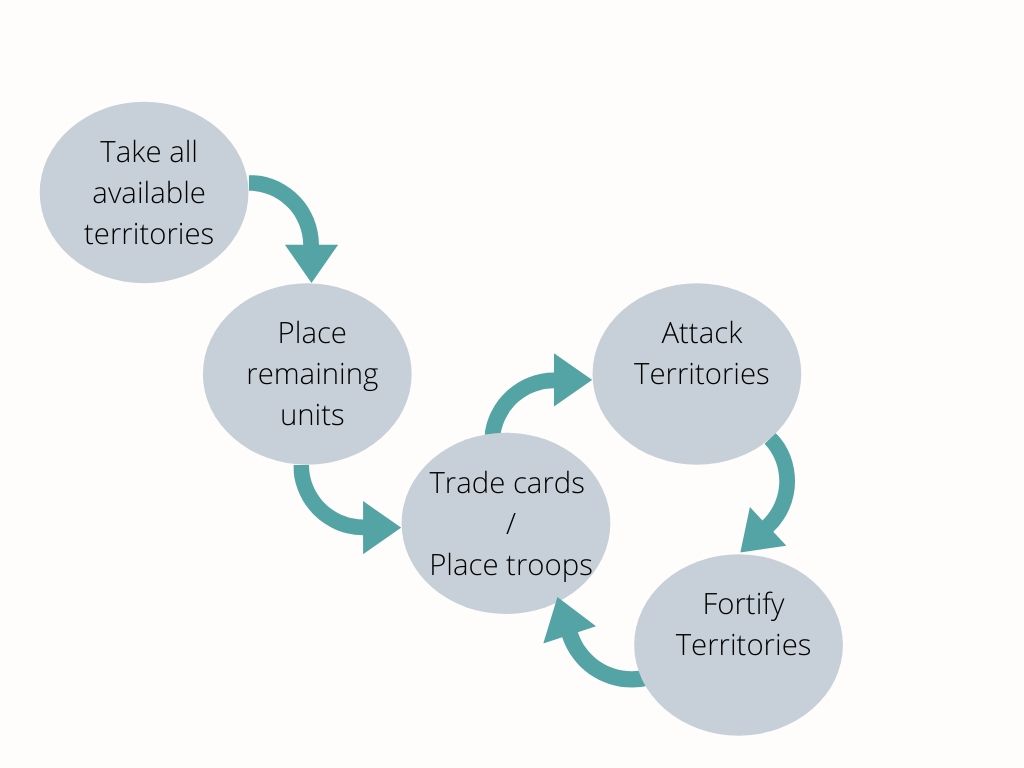 Take all
available
territories
Place
remaining
units
Trade cards
/
Place troops
Attack
Territories
Fortify
Territories